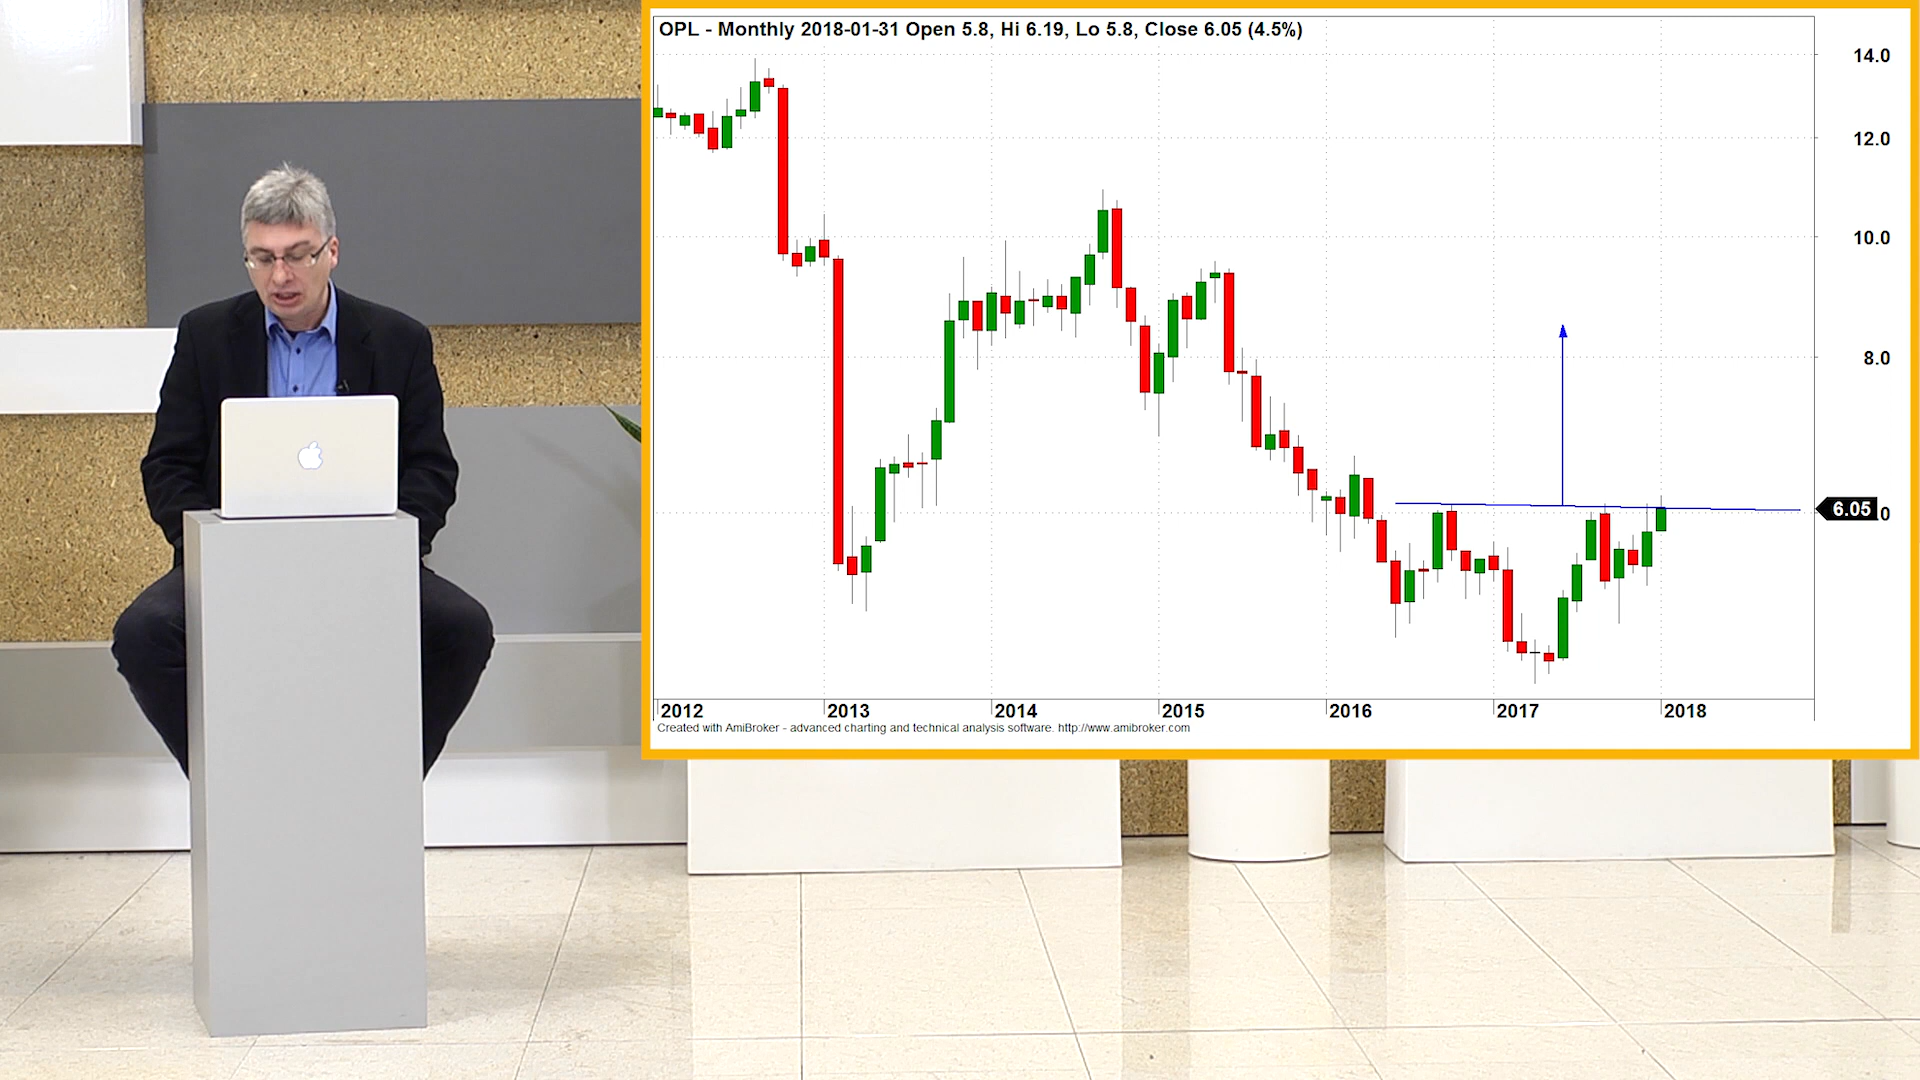 OPL - Monthly 2018-01-31 Open 5.8, Hi 6.19, Lo 5.8, Close 6.05 (4.5%)
14.0
12.0
10.0
8.0
6.05 0
2012 2013 2014 2015 2016 2017 2018
Created with AmiBroker - advanced charting and technical analysis software. http://www.amibroker.com